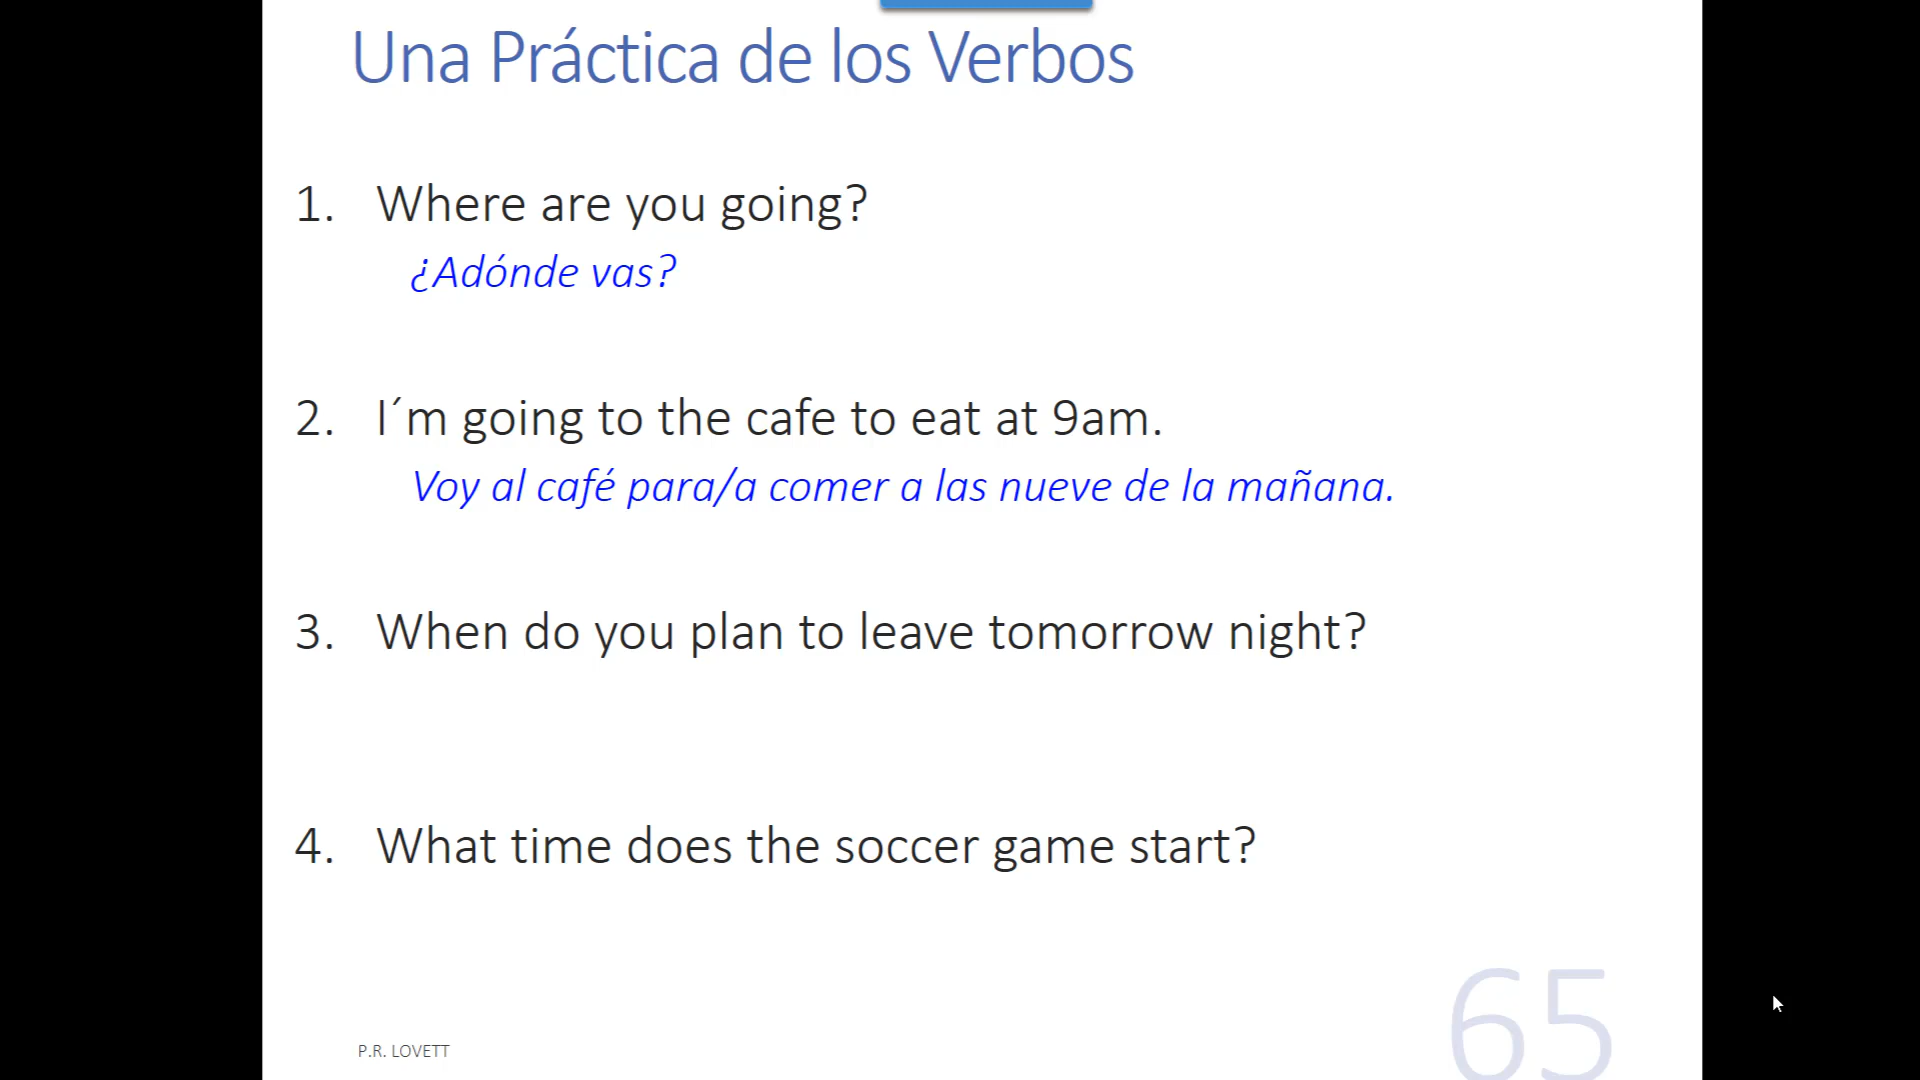 Una Práctica de los Verbos
1. Where are you going?
¿Adónde vas?
2. I´m going to the cafe to eat at 9am.
Voy al café para/a comer a las nueve de la mañana.
3. When do you plan to leave tomorrow night?
4. What time does the soccer game start?
65
P.R. LOVETT